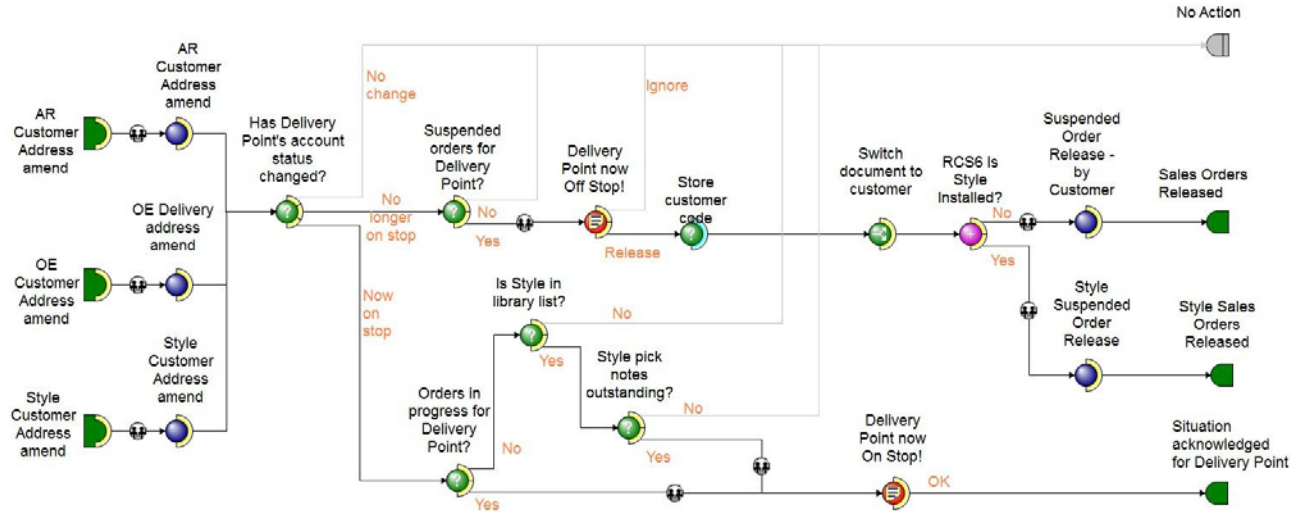 No Action
AR
Customer
Address
amend
AR
Customer
Address
amend
No
change
Ignore
Has Delivery
Point's account
status
changed?
Suspended
orders for
Delivery
Point?
Delivery
Point now
Off Stop!
Store
customer
code
Switch
document to
customer
RCS6 Is
Style
Installed?
Suspended
Order
Release -
by
Customer
Sales Orders
Released
No
longer
on stop
No
Yes
Release
No
Yes
OE Delivery
address
amend
OE
Customer
Address
amend
Now
on
stop
Is Style in
library list?
No
Yes
Style
Suspended
Order
Release
Style Sales
Orders
Released
Style
Customer
Address
amend
Style
Customer
Address
amend
Orders in
progress for
Delivery
Point?
No
Yes
Style pick
notes
outstanding?
No
Yes
Delivery
Point now
On Stop!
OK
Situation
acknowledged
for Delivery Point